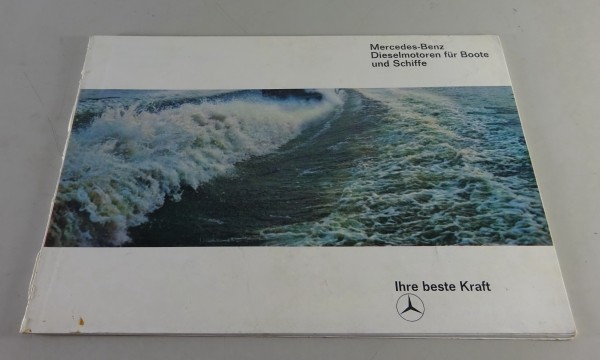 Mercedes-Benz
Dieselmotoren für Boote
und Schiffe
Ihre beste Kraft